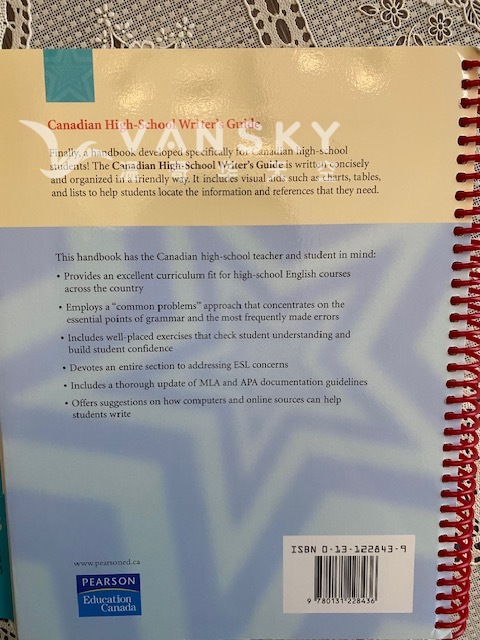 Canadian High-School Writer's Guide
VANSKY
Finally, a handbook developed specifically for Canadian high-school
students! The Canadian High-School Writer's Guide is written concisely
and organized in a friendly way. It includes visual aids such as charts, tables,
and lists to help students locate the information and references that they need.
This handbook has the Canadian high-school teacher and student in mind:
• Provides an excellent curriculum fit for high-school English courses
across the country
• Employs a “common problems” approach that concentrates on the
essential points of grammar and the most frequently made errors
• Includes well-placed exercises that check student understanding and
build student confidence
• Devotes an entire section to addressing ESL concerns
• Includes a thorough update of MLA and APA documentation guidelines
• Offers suggestions on how computers and online sources can help
students write
www.pearsoned.ca
PEARSON
Education
Canada
ISBN 0-13-122843-9
9 780131 228436